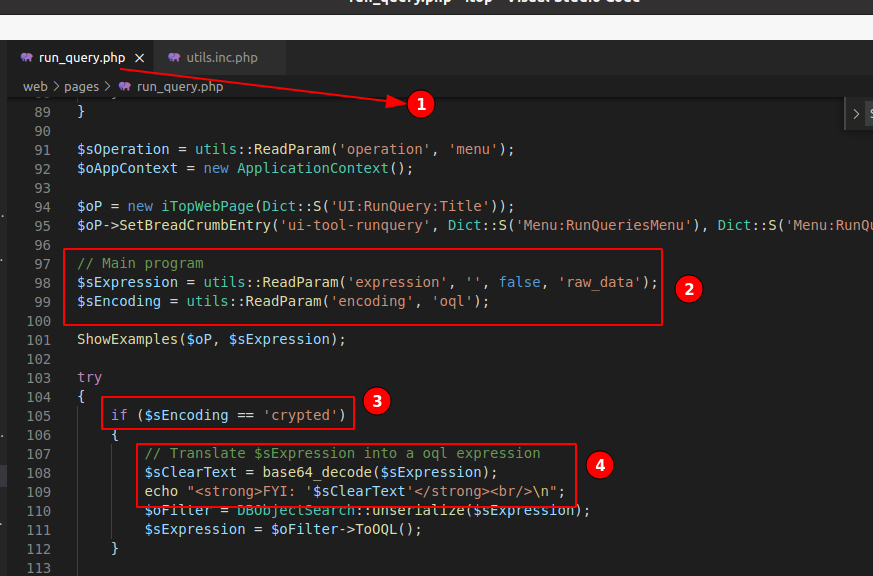 run_query.php - itop - Visual Studio Code
run_query.php × utils.inc.php
web > pages > run_query.php
1
89 }
90
91 $sOperation = utils::ReadParam('operation', 'menu');
92 $oAppContext = new ApplicationContext();
93
94 $oP = new iTopWebPage(Dict::S('UI:RunQuery:Title'));
95 $oP->SetBreadCrumbEntry('ui-tool-runquery', Dict::S('Menu:RunQueriesMenu'), Dict::S('Menu:RunQu
96
97 // Main program
98 $sExpression = utils::ReadParam('expression', '', false, 'raw_data');
2
99 $sEncoding = utils::ReadParam('encoding', 'oql');
100
101 ShowExamples($oP, $sExpression);
102
103 try
104 {
3
105 if ($sEncoding == 'crypted')
106 {
107 // Translate $sExpression into a oql expression
4
108 $sClearText = base64_decode($sExpression);
109 echo "<strong>FYI: '$sClearText'</strong><br/>\n";
110 $oFilter = DBObjectSearch::unserialize($sExpression);
111 $sExpression = $oFilter->ToOQL();
112 }
113